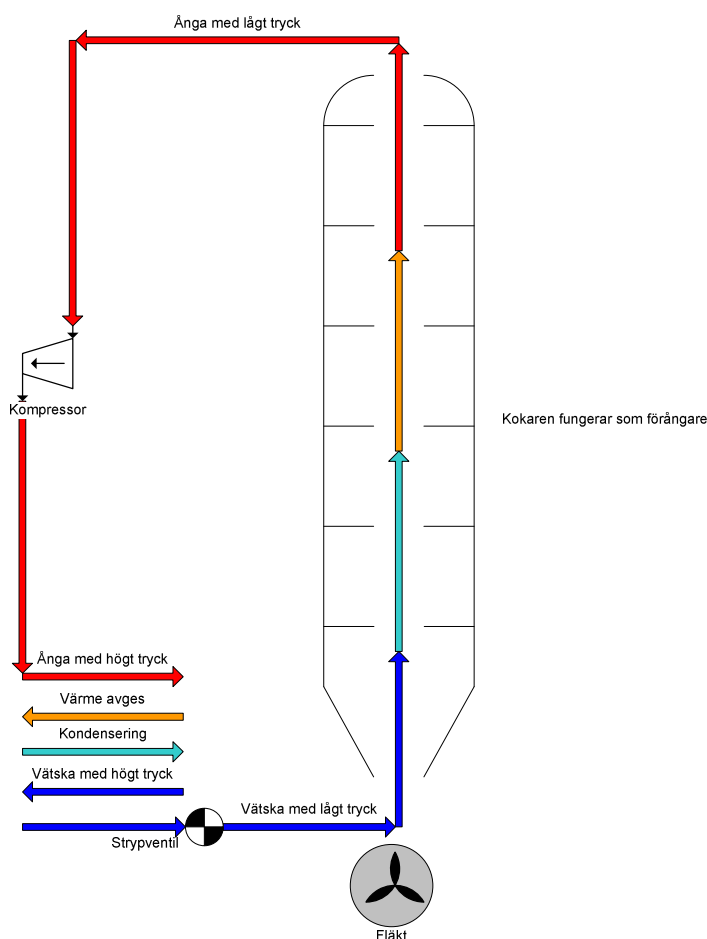 Ånga med lågt tryck
Kompressor
Kokaren fungerar som förångare
Ånga med högt tryck
Värme avges
Kondensering
Vätska med högt tryck
Vätska med lågt tryck
Strypventil
Fläkt